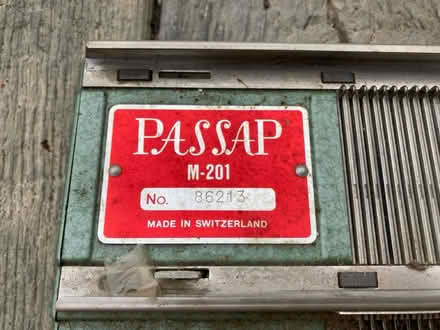 PASSAP
M-201
No. 86213
MADE IN SWITZERLAND